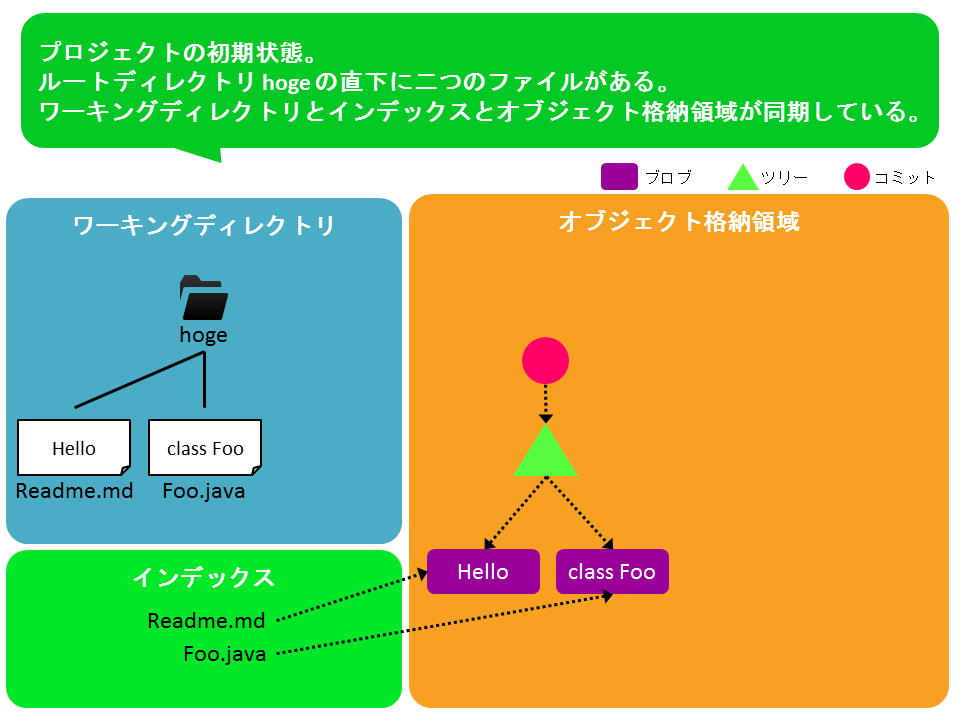 プロジェクトの初期状態。
ルートディレクトリ hoge の直下に二つのファイルがある。
ワーキングディレクトリとインデックスとオブジェクト格納領域が同期している。
ブロブ
ツリー
コミット
ワーキングディレクトリ
hoge
Hello
class Foo
Readme.md
Foo.java
オブジェクト格納領域
Hello
class Foo
インデックス
Readme.md
Foo.java